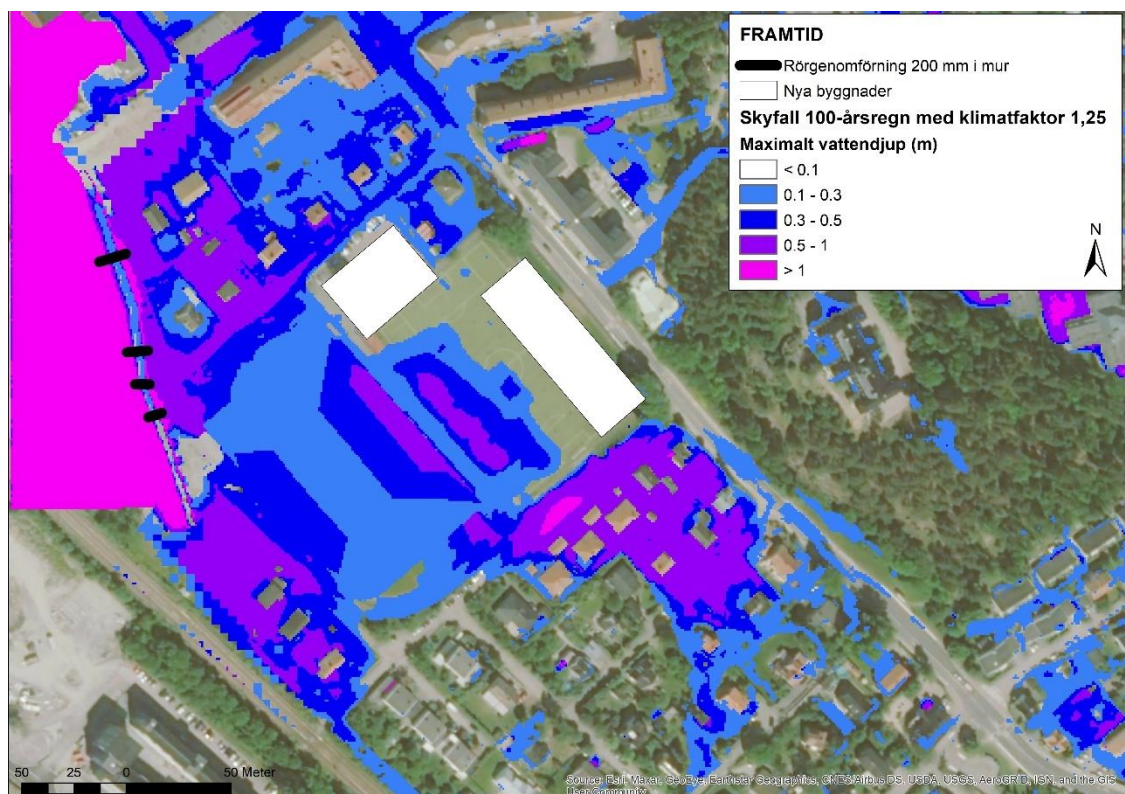 FRAMTID
Rörgenomförning 200 mm i mur
Nya byggnader
Skyfall 100-årsregn med klimatfaktor 1,25
Maximalt vattendjup (m)
< 0.1
0.1 - 0.3
0.3 - 0.5
0.5 - 1
> 1
N
50 25 0 50 Meter
Source: Esri, Maxar, GeoEye, Earthstar Geographics, CNES/Airbus DS, USDA, USGS, AeroGRID, IGN, and the GIS
User Community